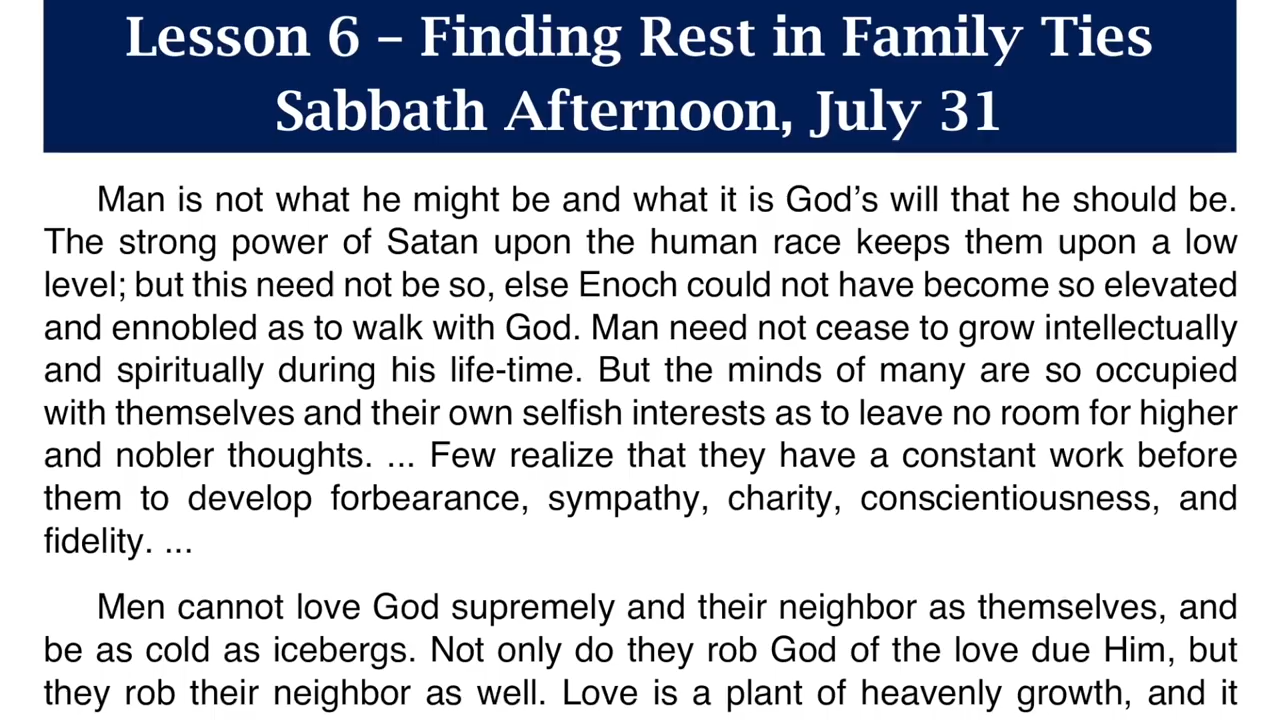 Lesson 6 – Finding Rest in Family Ties
Sabbath Afternoon, July 31
Man is not what he might be and what it is God’s will that he should be.
The strong power of Satan upon the human race keeps them upon a low
level; but this need not be so, else Enoch could not have become so elevated
and ennobled as to walk with God. Man need not cease to grow intellectually
and spiritually during his life-time. But the minds of many are so occupied
with themselves and their own selfish interests as to leave no room for higher
and nobler thoughts. ... Few realize that they have a constant work before
them to develop forbearance, sympathy, charity, conscientiousness, and
fidelity. ...
Men cannot love God supremely and their neighbor as themselves, and
be as cold as icebergs. Not only do they rob God of the love due Him, but
they rob their neighbor as well. Love is a plant of heavenly growth, and it